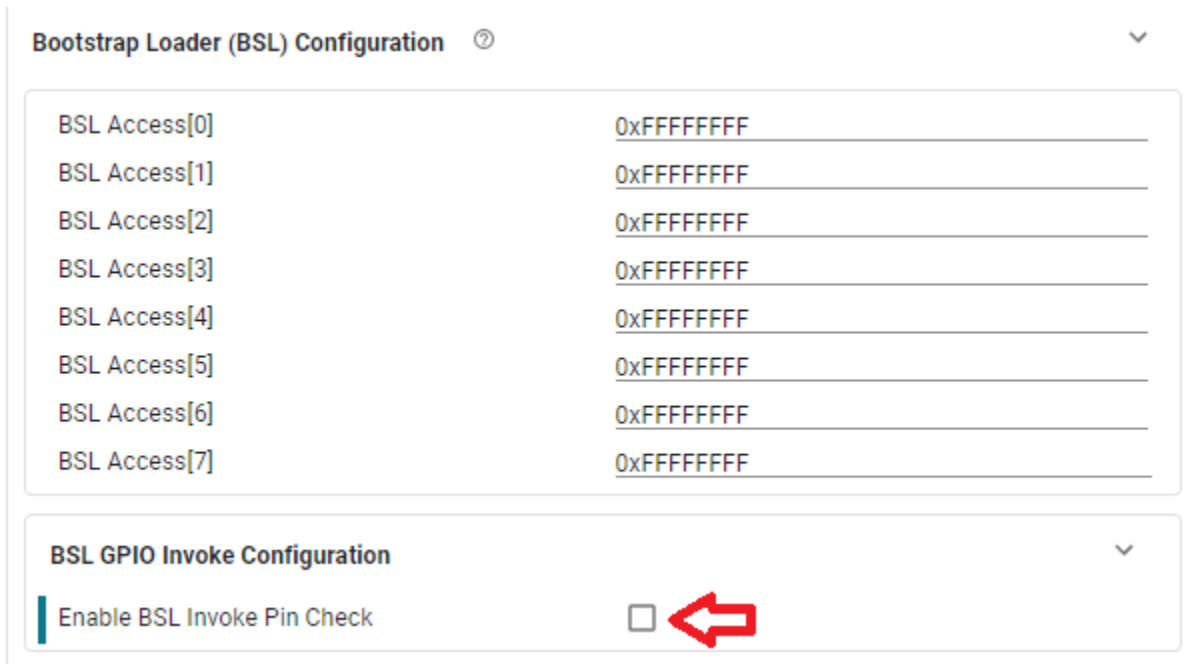 Bootstrap Loader (BSL) Configuration
BSL Access[0] 0xFFFFFFFF
BSL Access[1] 0xFFFFFFFF
BSL Access[2] 0xFFFFFFFF
BSL Access[3] 0xFFFFFFFF
BSL Access[4] 0xFFFFFFFF
BSL Access[5] 0xFFFFFFFF
BSL Access[6] 0xFFFFFFFF
BSL Access[7] 0xFFFFFFFF
BSL GPIO Invoke Configuration
Enable BSL Invoke Pin Check